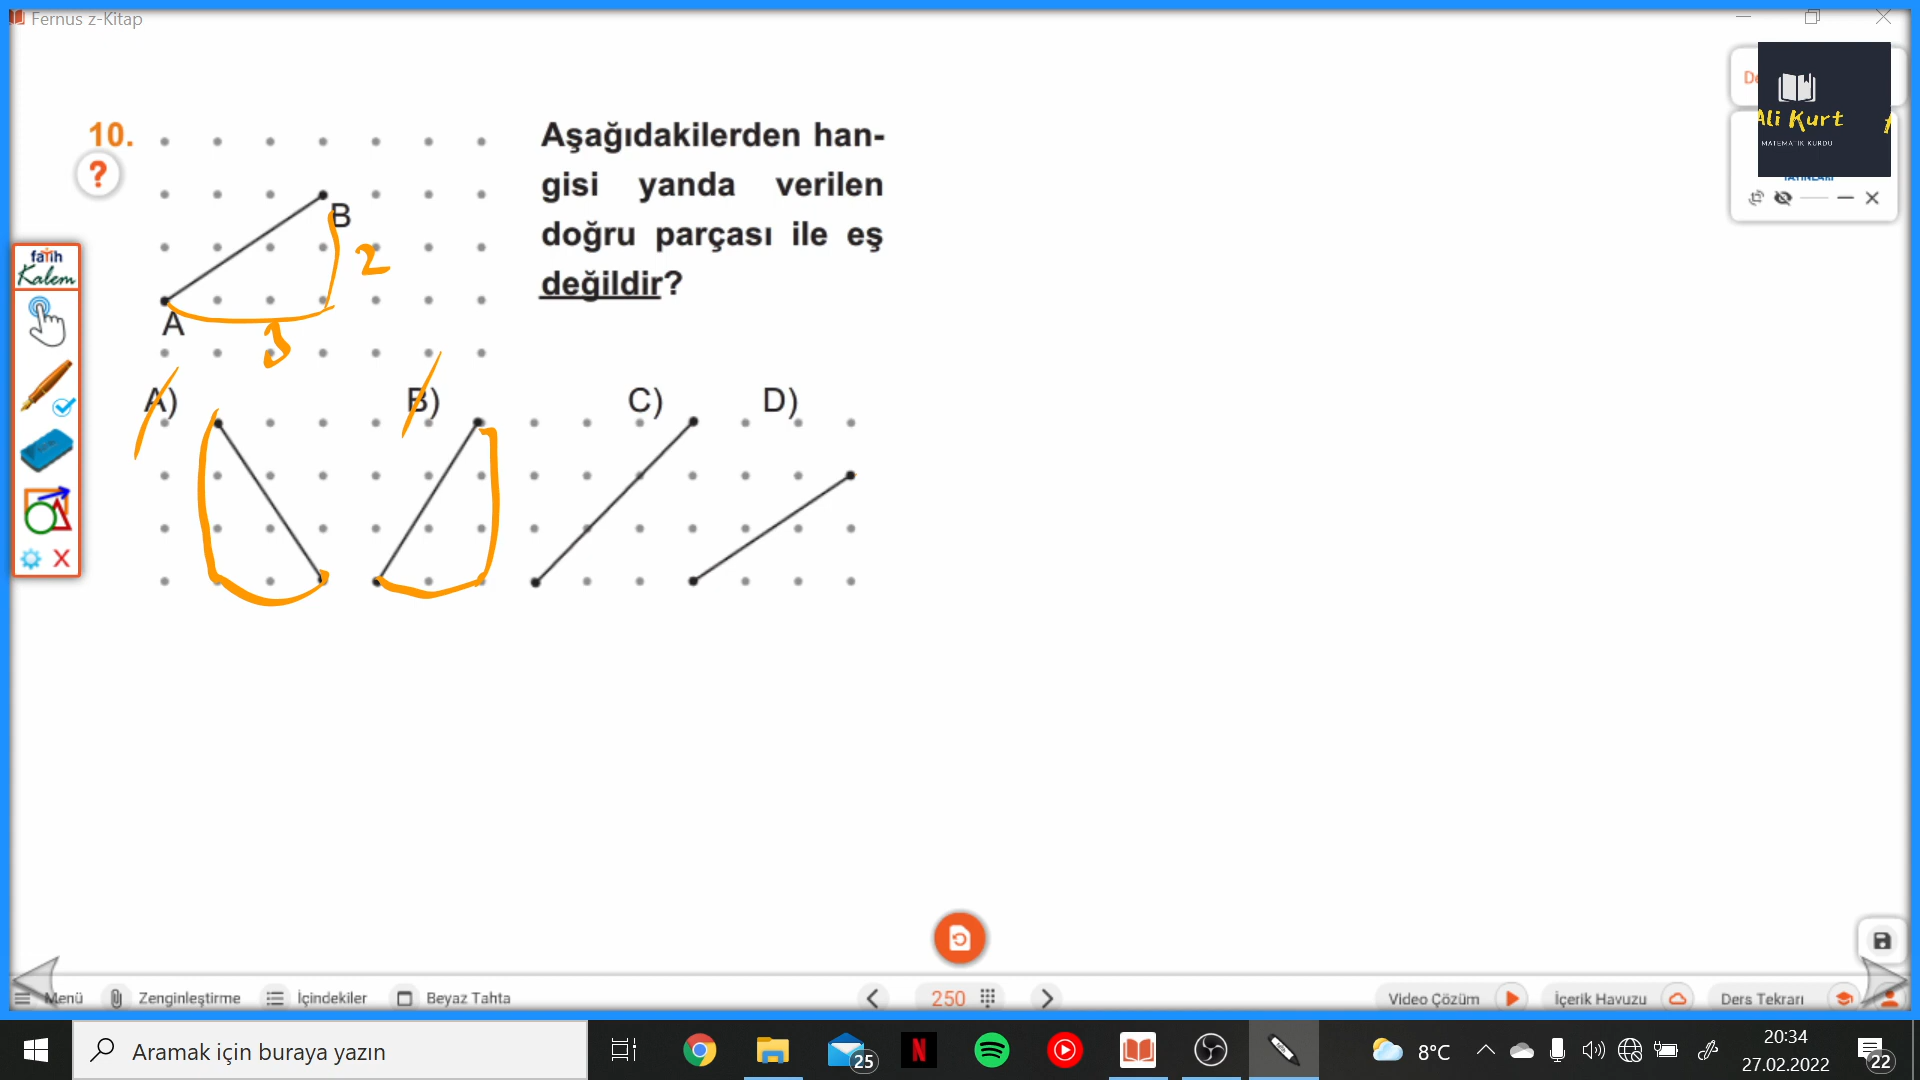 Fernus z-Kitap
Ali Kurt
MATEMATİK KURDU
10.
?
Aşağıdakilerden han-
gisi yanda verilen
doğru parçası ile eş
değildir?
B
2
A
3
fatih
Kalem
A)
B)
C)
D)
Menü
Zenginleştirme
İçindekiler
Beyaz Tahta
250
Video Çözüm
İçerik Havuzu
Ders Tekrarı
Aramak için buraya yazın
25
N
8°C
20:34
27.02.2022
22